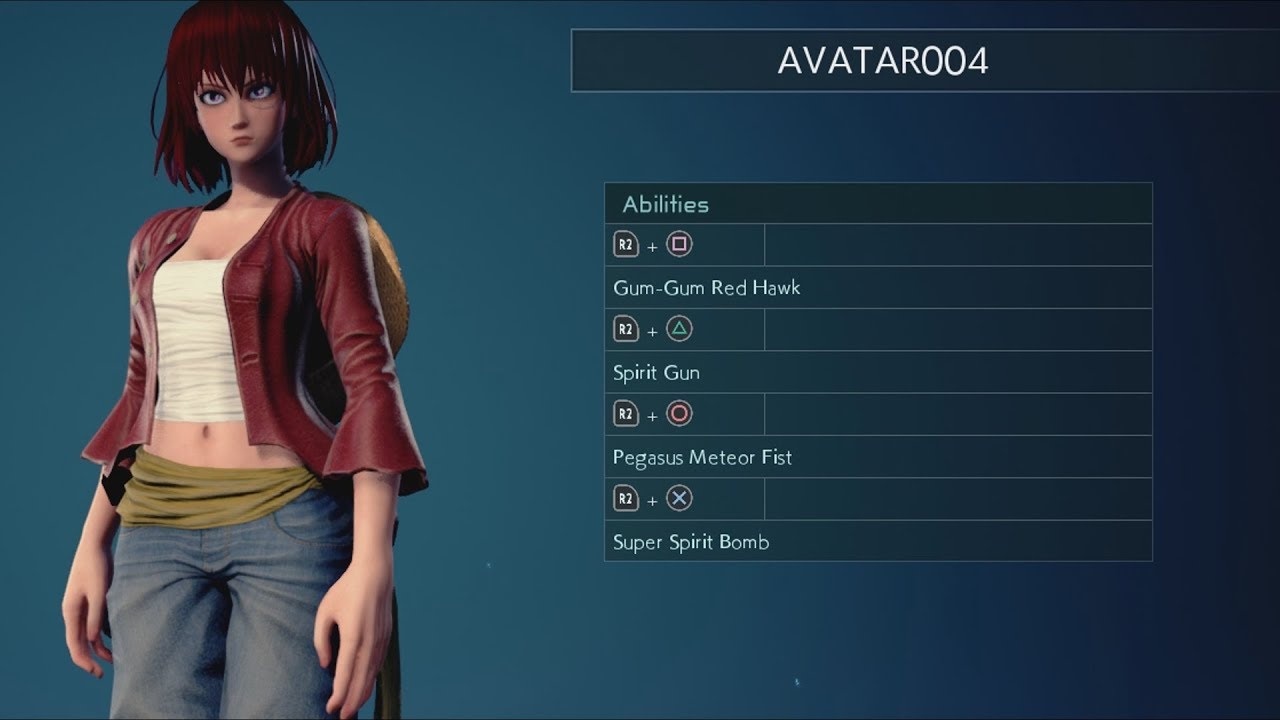 AVATAR004
Abilities
R2 +
Gum-Gum Red Hawk
R2 +
Spirit Gun
R2 +
Pegasus Meteor Fist
R2 +
Super Spirit Bomb